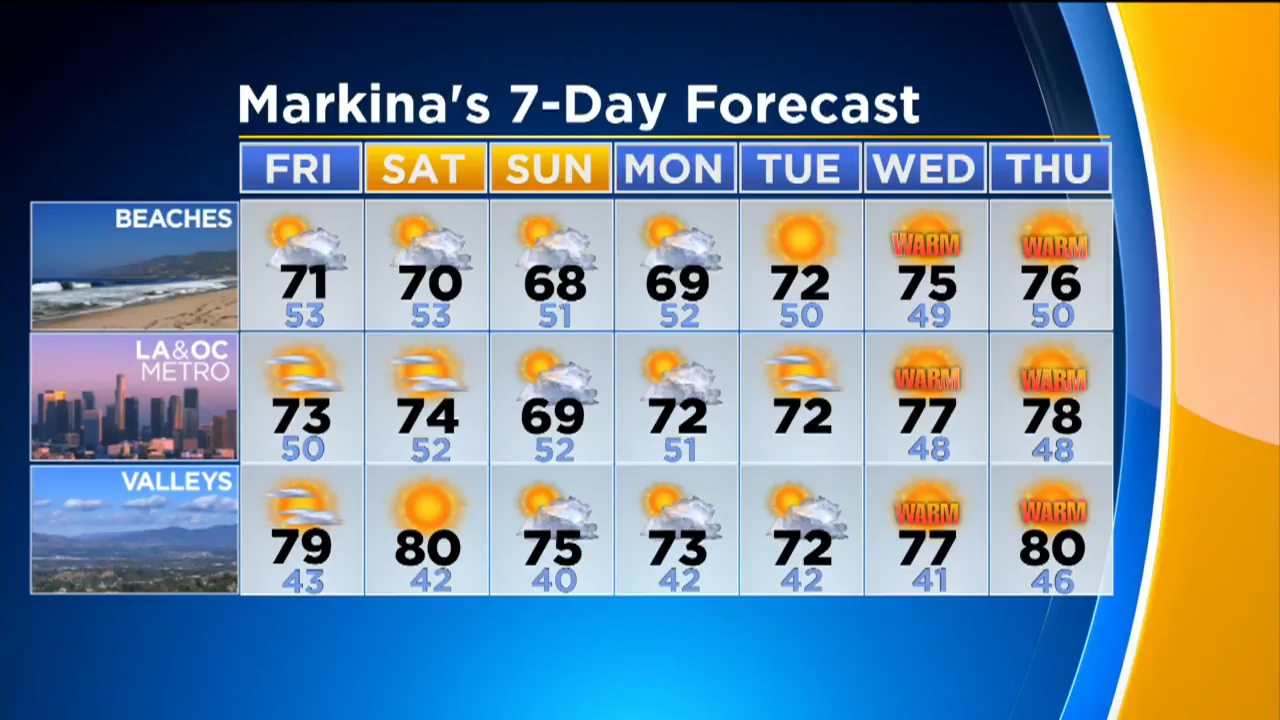 Markina's 7-Day Forecast
FRI SAT SUN MON TUE WED THU
BEACHES
WARM WARM
71 70 68 69 72 75 76
53 53 51 52 50 49 50
LA&OC
METRO
WARM WARM
73 74 69 72 72 77 78
50 52 52 51 48 48
VALLEYS
WARM WARM
79 80 75 73 72 77 80
43 42 40 42 42 41 46